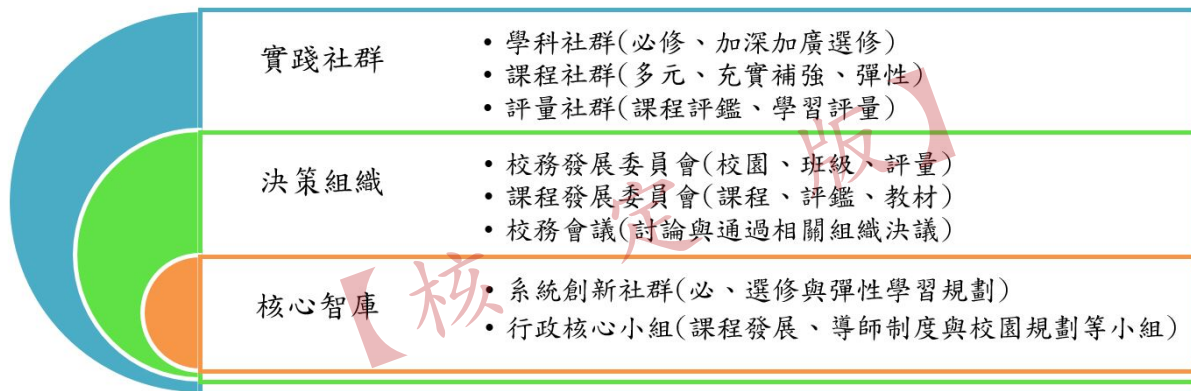 實踐社群
• 學科社群(必修、加深加廣選修)
• 課程社群(多元、充實補強、彈性)
• 評量社群(課程評鑑、學習評量)
決策組織
• 校務發展委員會(校園、班級、評量)
• 課程發展委員會(課程、評鑑、教材)
• 校務會議(討論與通過相關組織決議)
核心智庫
• 系統創新社群(必、選修與彈性學習規劃)
• 行政核心小組(課程發展、導師制度與校園規劃等小組)
【核定版】